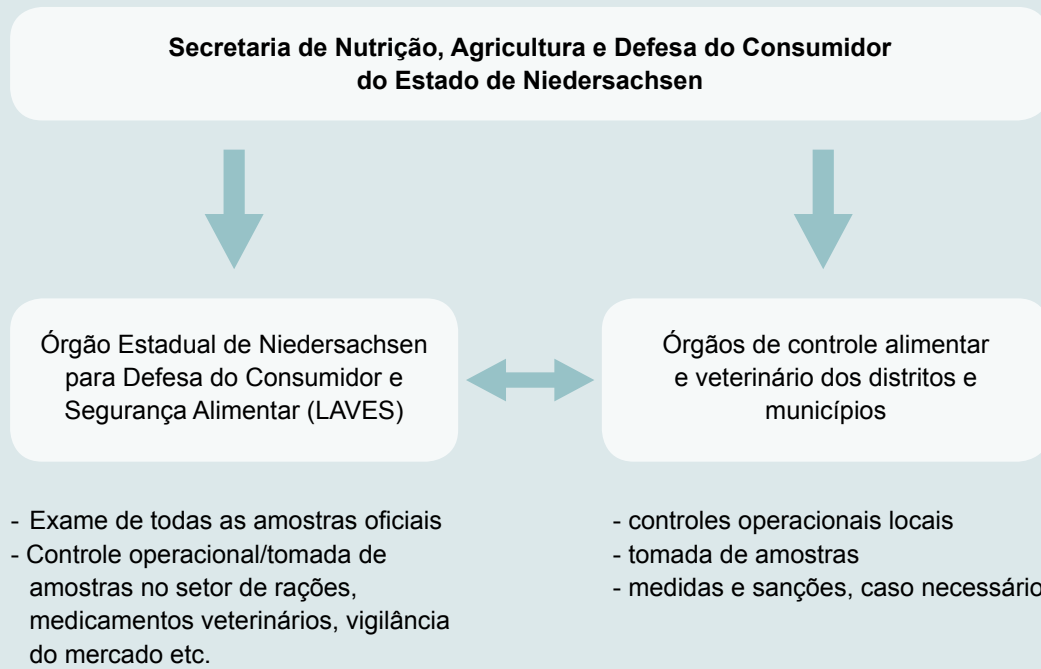 Secretaria de Nutrição, Agricultura e Defesa do Consumidor
do Estado de Niedersachsen
Órgão Estadual de Niedersachsen
para Defesa do Consumidor e
Segurança Alimentar (LAVES)
Órgãos de controle alimentar
e veterinário dos distritos e
municípios
- Exame de todas as amostras oficiais
- Controle operacional/tomada de
amostras no setor de rações,
medicamentos veterinários, vigilância
do mercado etc.
- controles operacionais locais
- tomada de amostras
- medidas e sanções, caso necessário